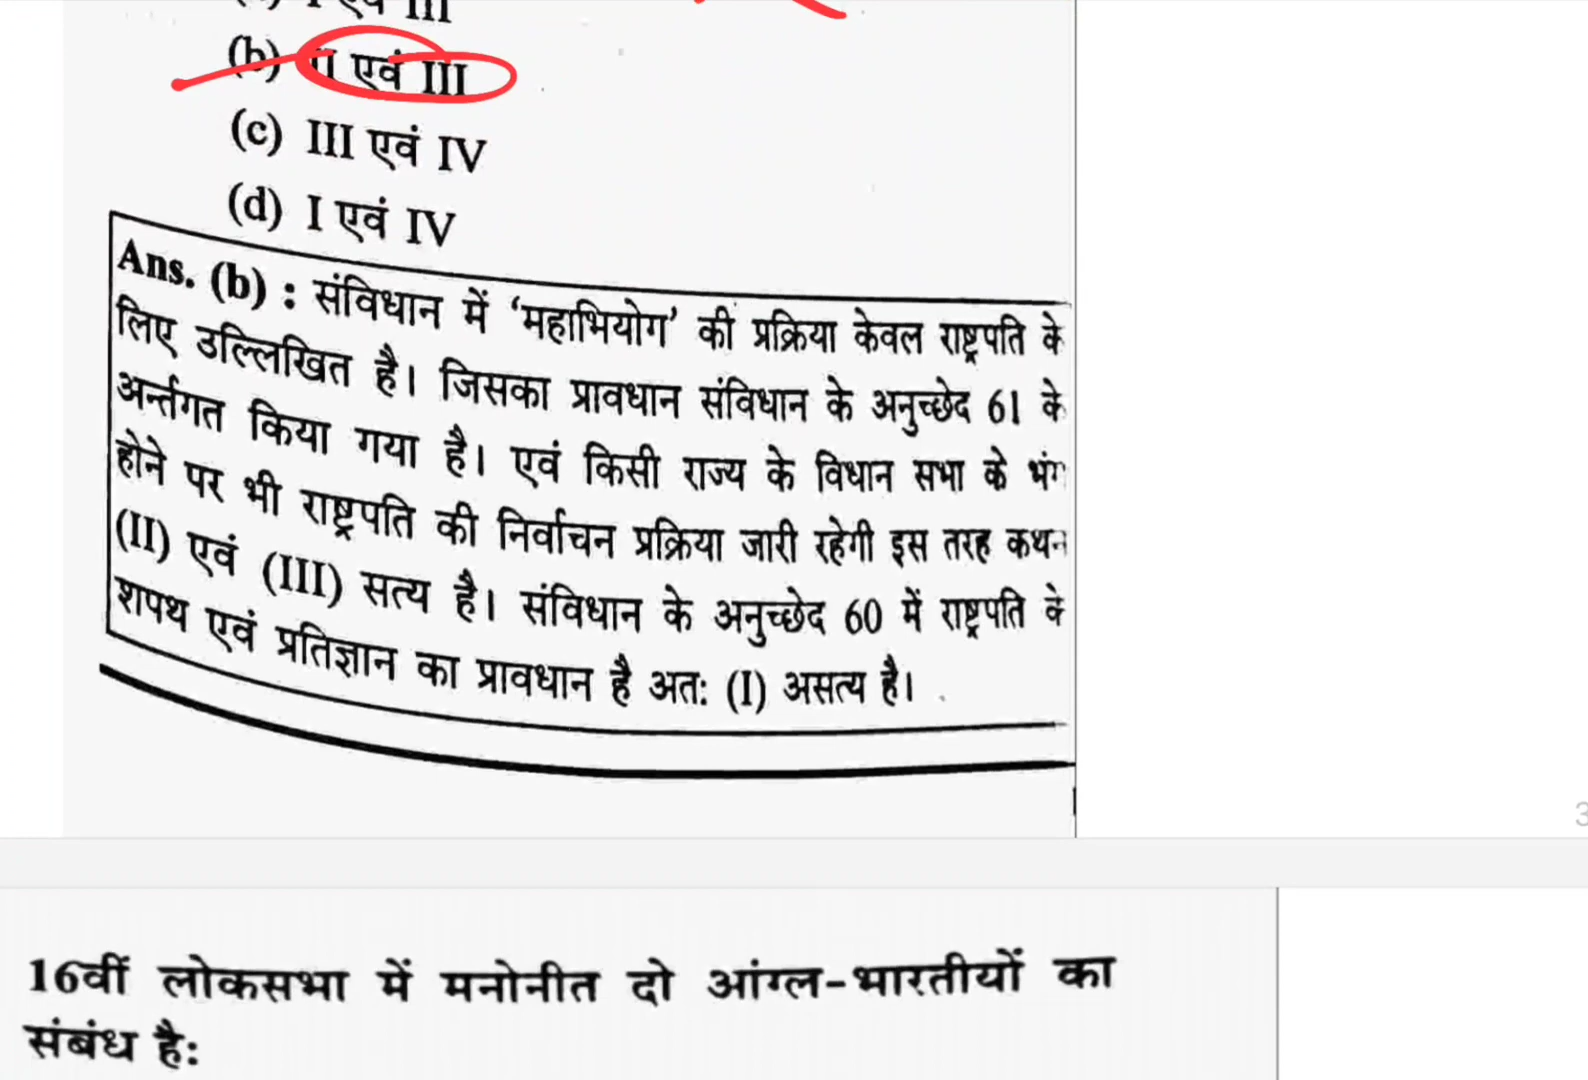 III
(b) II एवं III
(c) III एवं IV
(d) I एवं IV
Ans. (b) : संविधान में ‘महाभियोग’ की प्रक्रिया केवल राष्ट्रपति के
लिए उल्लिखित है। जिसका प्रावधान संविधान के अनुच्छेद 61 के
अर्न्तगत किया गया है। एवं किसी राज्य के विधान सभा के भंग
होने पर भी राष्ट्रपति की निर्वाचन प्रक्रिया जारी रहेगी इस तरह कथन
(II) एवं (III) सत्य है। संविधान के अनुच्छेद 60 में राष्ट्रपति के
शपथ एवं प्रतिज्ञान का प्रावधान है अत: (I) असत्य है।
3
16वीं लोकसभा में मनोनीत दो आंग्ल-भारतीयों का
संबंध है: